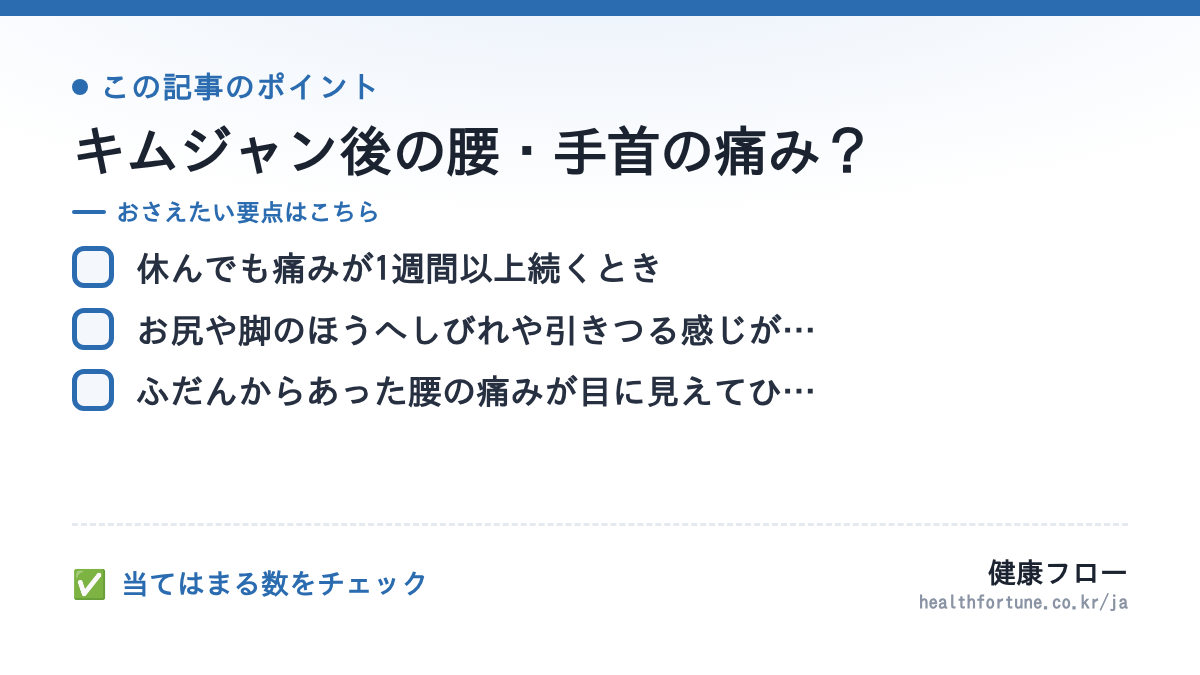 この記事のポイント
キムジャン後の腰・手首の痛み？
おさえたい要点はこちら
休んでも痛みが1週間以上続くとき
お尻や脚のほうへしびれや引きつる感じが…
ふだんからあった腰の痛みが目に見えてひ…
当てはまる数をチェック
健康フロー
healthfortune.co.kr/ja